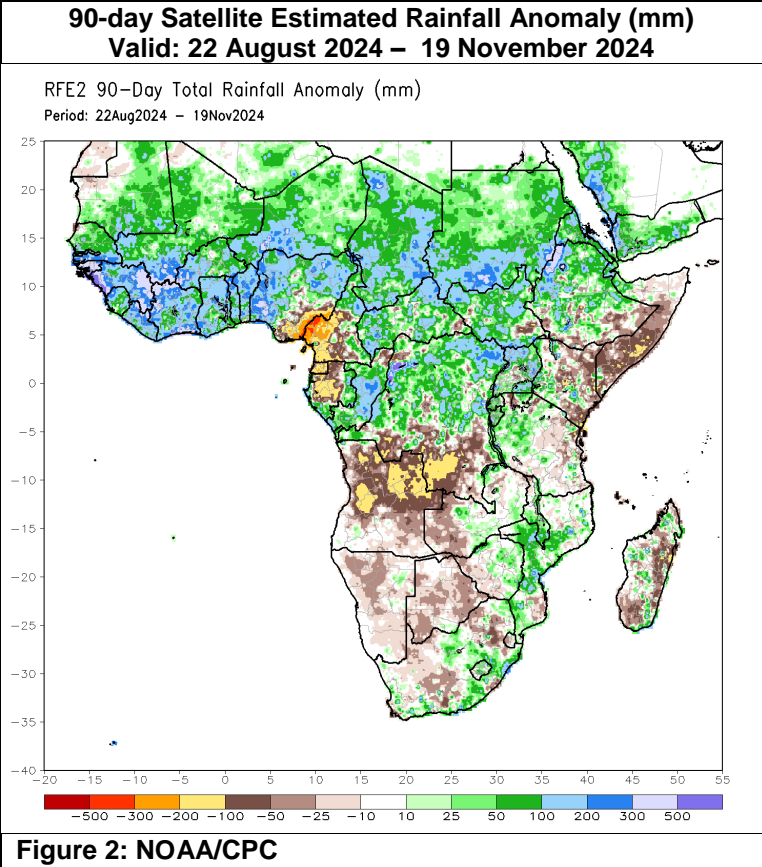 90-day Satellite Estimated Rainfall Anomaly (mm)
Valid: 22 August 2024 – 19 November 2024
RFE2 90-Day Total Rainfall Anomaly (mm)
Period: 22Aug2024 – 19Nov2024
25
20
15
10
5
0
-5
-10
-15
-20
-25
-30
-35
-40
-20 -15 -10 -5 0 5 10 15 20 25 30 35 40 45 50 55
-500 -300 -200 -100 -50 -25 -10 10 25 50 100 200 300 500
Figure 2: NOAA/CPC